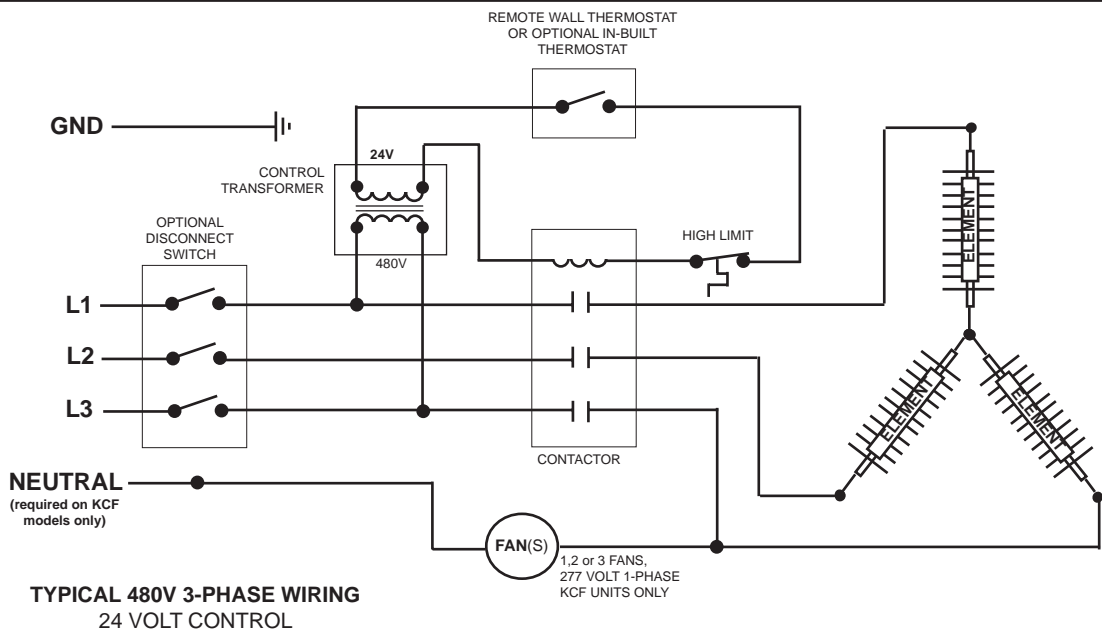 REMOTE WALL THERMOSTAT
OR OPTIONAL IN-BUILT
THERMOSTAT
GND
24V
CONTROL
TRANSFORMER
480V
OPTIONAL
DISCONNECT
SWITCH
HIGH LIMIT
ELEMENT
L1
L2
L3
ELEMENT
ELEMENT
CONTACTOR
NEUTRAL
(required on KCF
models only)
FAN(S)
1,2 or 3 FANS,
277 VOLT 1-PHASE
KCF UNITS ONLY
TYPICAL 480V 3-PHASE WIRING
24 VOLT CONTROL